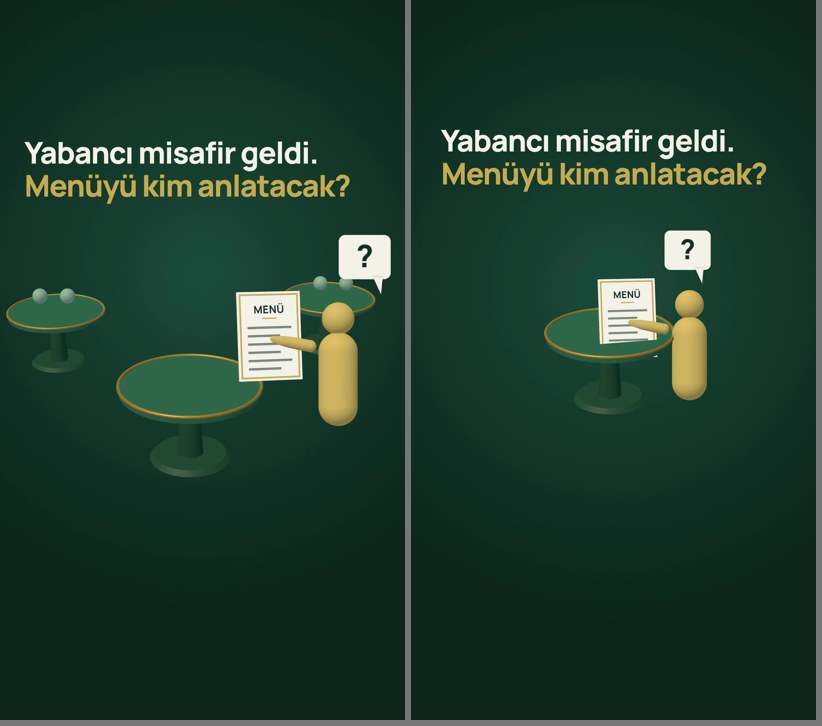 Yabancı misafir geldi.
Menüyü kim anlatacak?
?
MENÜ
Yabancı misafir geldi.
Menüyü kim anlatacak?
?
MENÜ